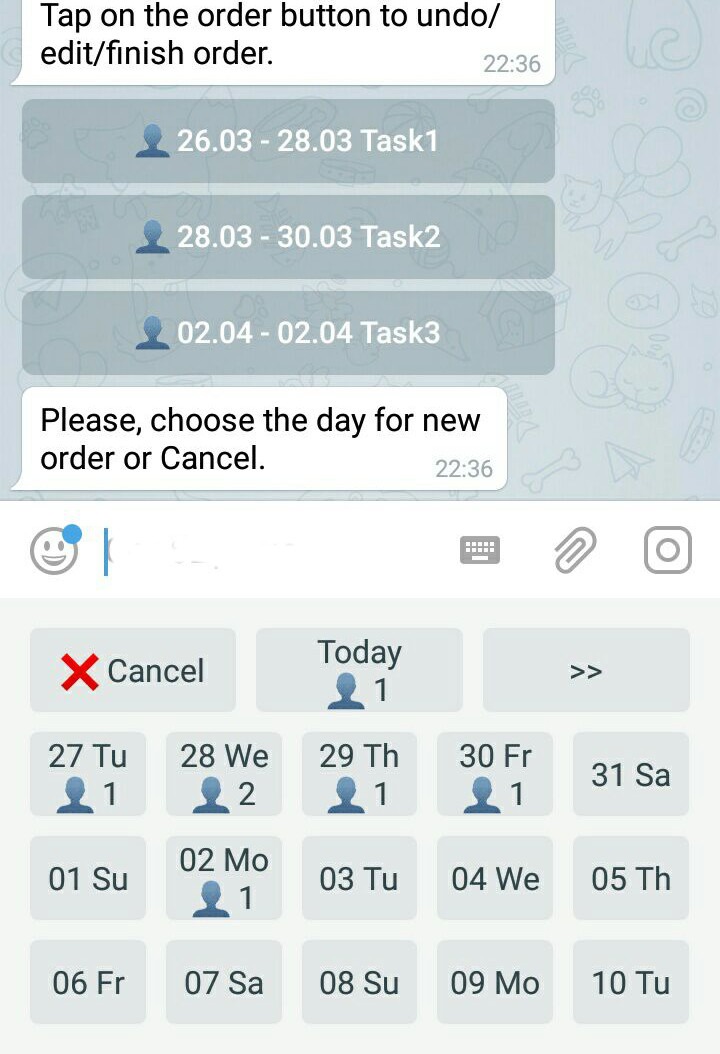 Tap on the order button to undo/
edit/finish order.
22:36
26.03 - 28.03 Task1
28.03 - 30.03 Task2
02.04 - 02.04 Task3
Please, choose the day for new
order or Cancel.
22:36
Cancel
Today
1
>>
27 Tu
1
28 We
2
29 Th
1
30 Fr
1
31 Sa
01 Su
02 Mo
1
03 Tu
04 We
05 Th
06 Fr
07 Sa
08 Su
09 Mo
10 Tu